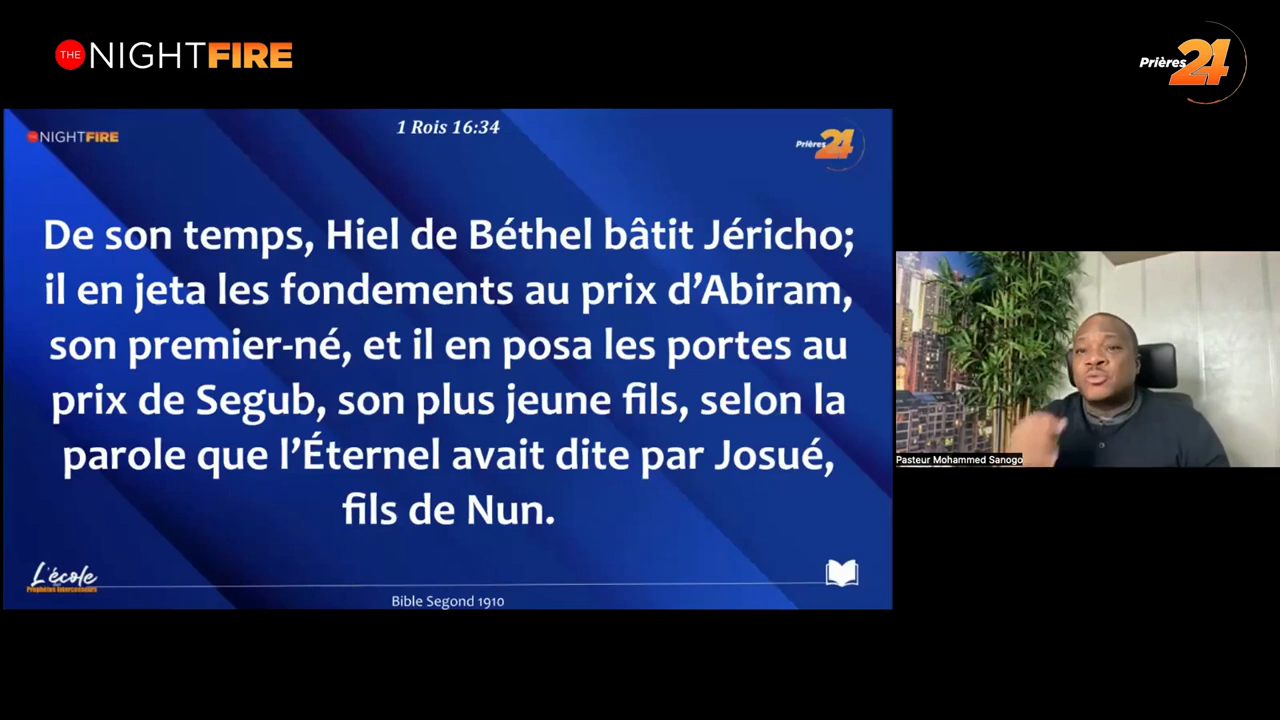 THE NIGHTFIRE
Prières 24
THE NIGHTFIRE
1 Rois 16:34
Prières 24
De son temps, Hiel de Béthel bâtit Jéricho;
il en jeta les fondements au prix d’Abiram,
son premier-né, et il en posa les portes au
prix de Segub, son plus jeune fils, selon la
parole que l’Éternel avait dite par Josué,
fils de Nun.
L'école
Prophètes Intercesseurs
Bible Segond 1910
Pasteur Mohammed Sanogo